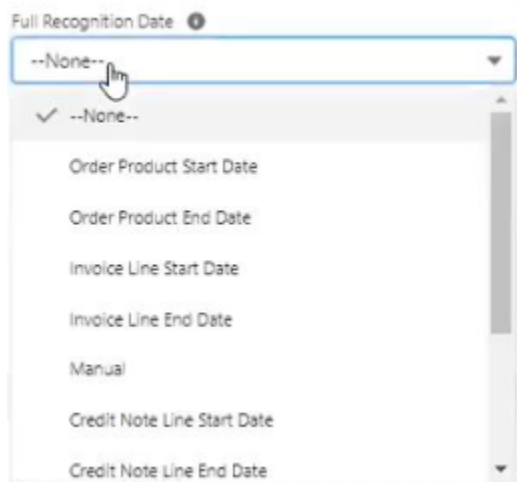 Full Recognition Date
--None--
--None--
Order Product Start Date
Order Product End Date
Invoice Line Start Date
Invoice Line End Date
Manual
Credit Note Line Start Date
Credit Note Line End Date